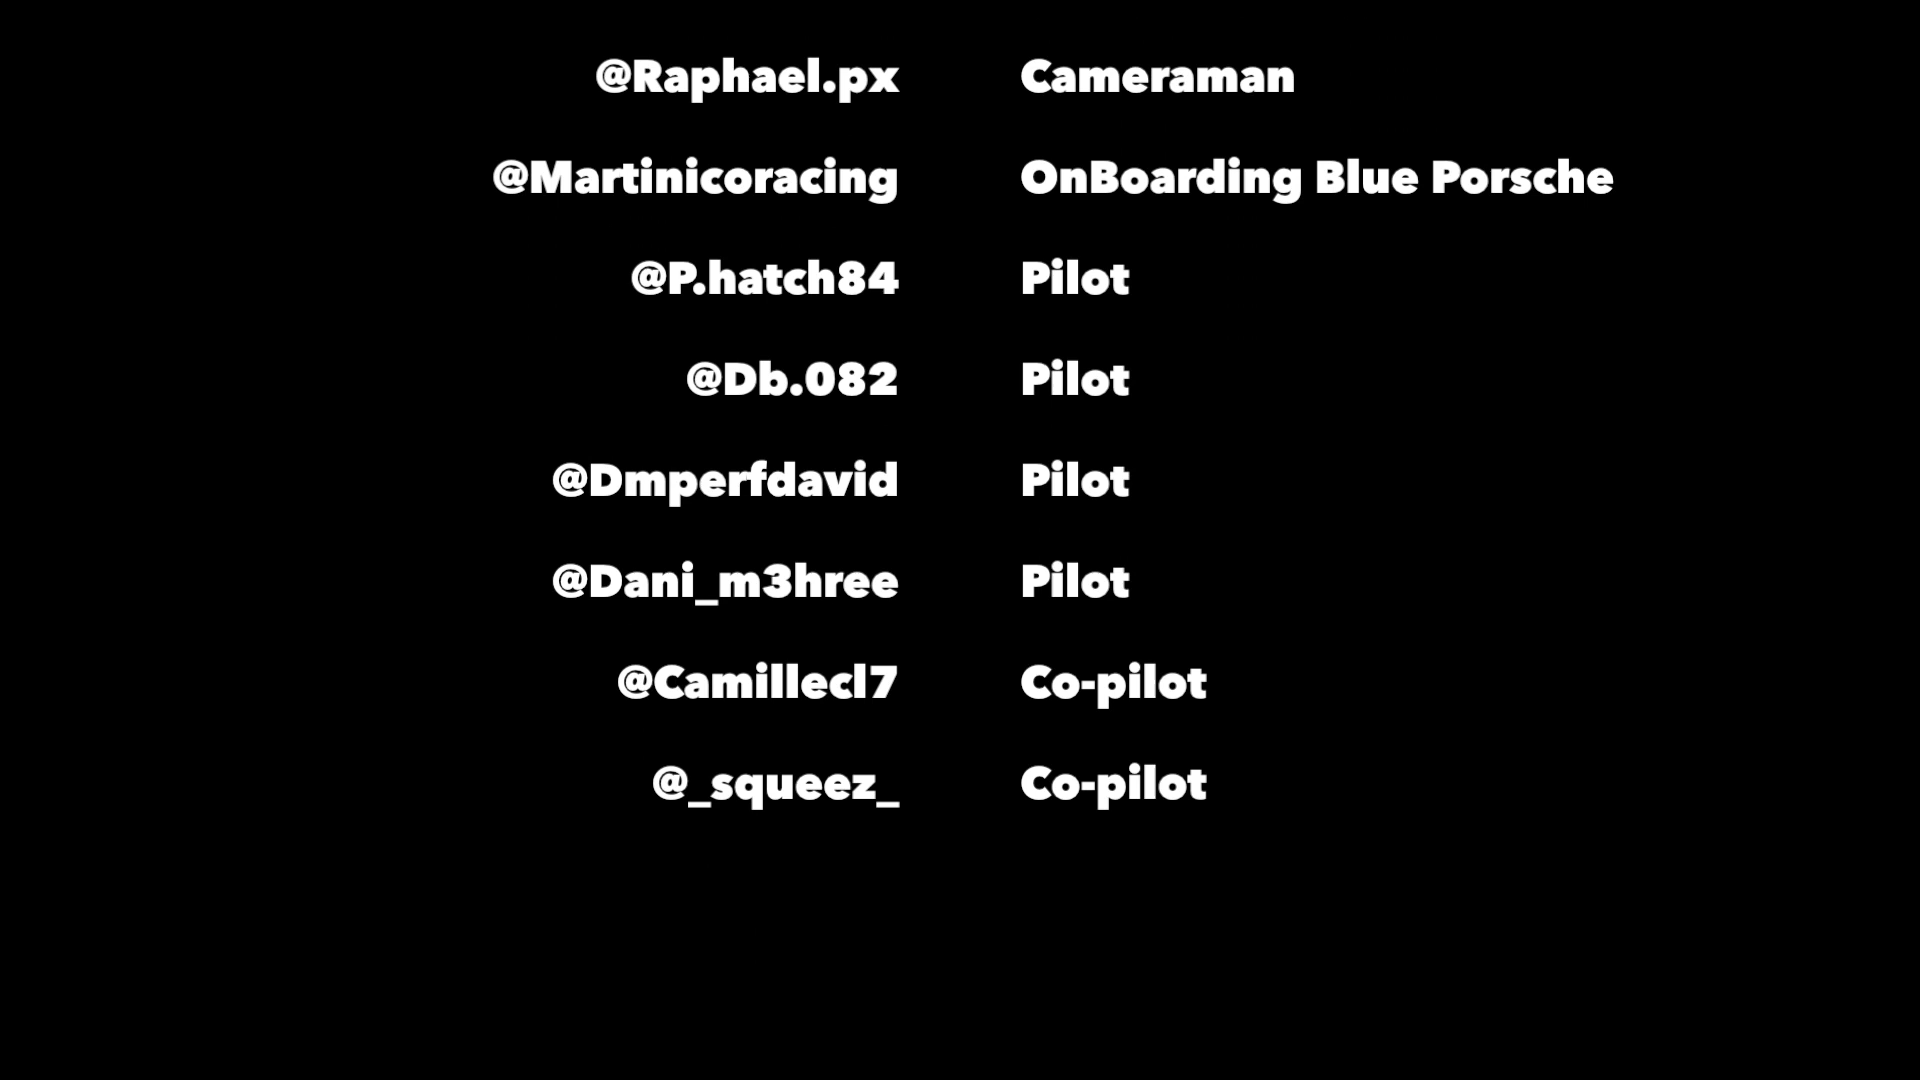 @Raphael.px Cameraman
@Martinicoracing OnBoarding Blue Porsche
@P.hatch84 Pilot
@Db.082 Pilot
@Dmperfdavid Pilot
@Dani_m3hree Pilot
@Camillecl7 Co-pilot
@_squeez_ Co-pilot